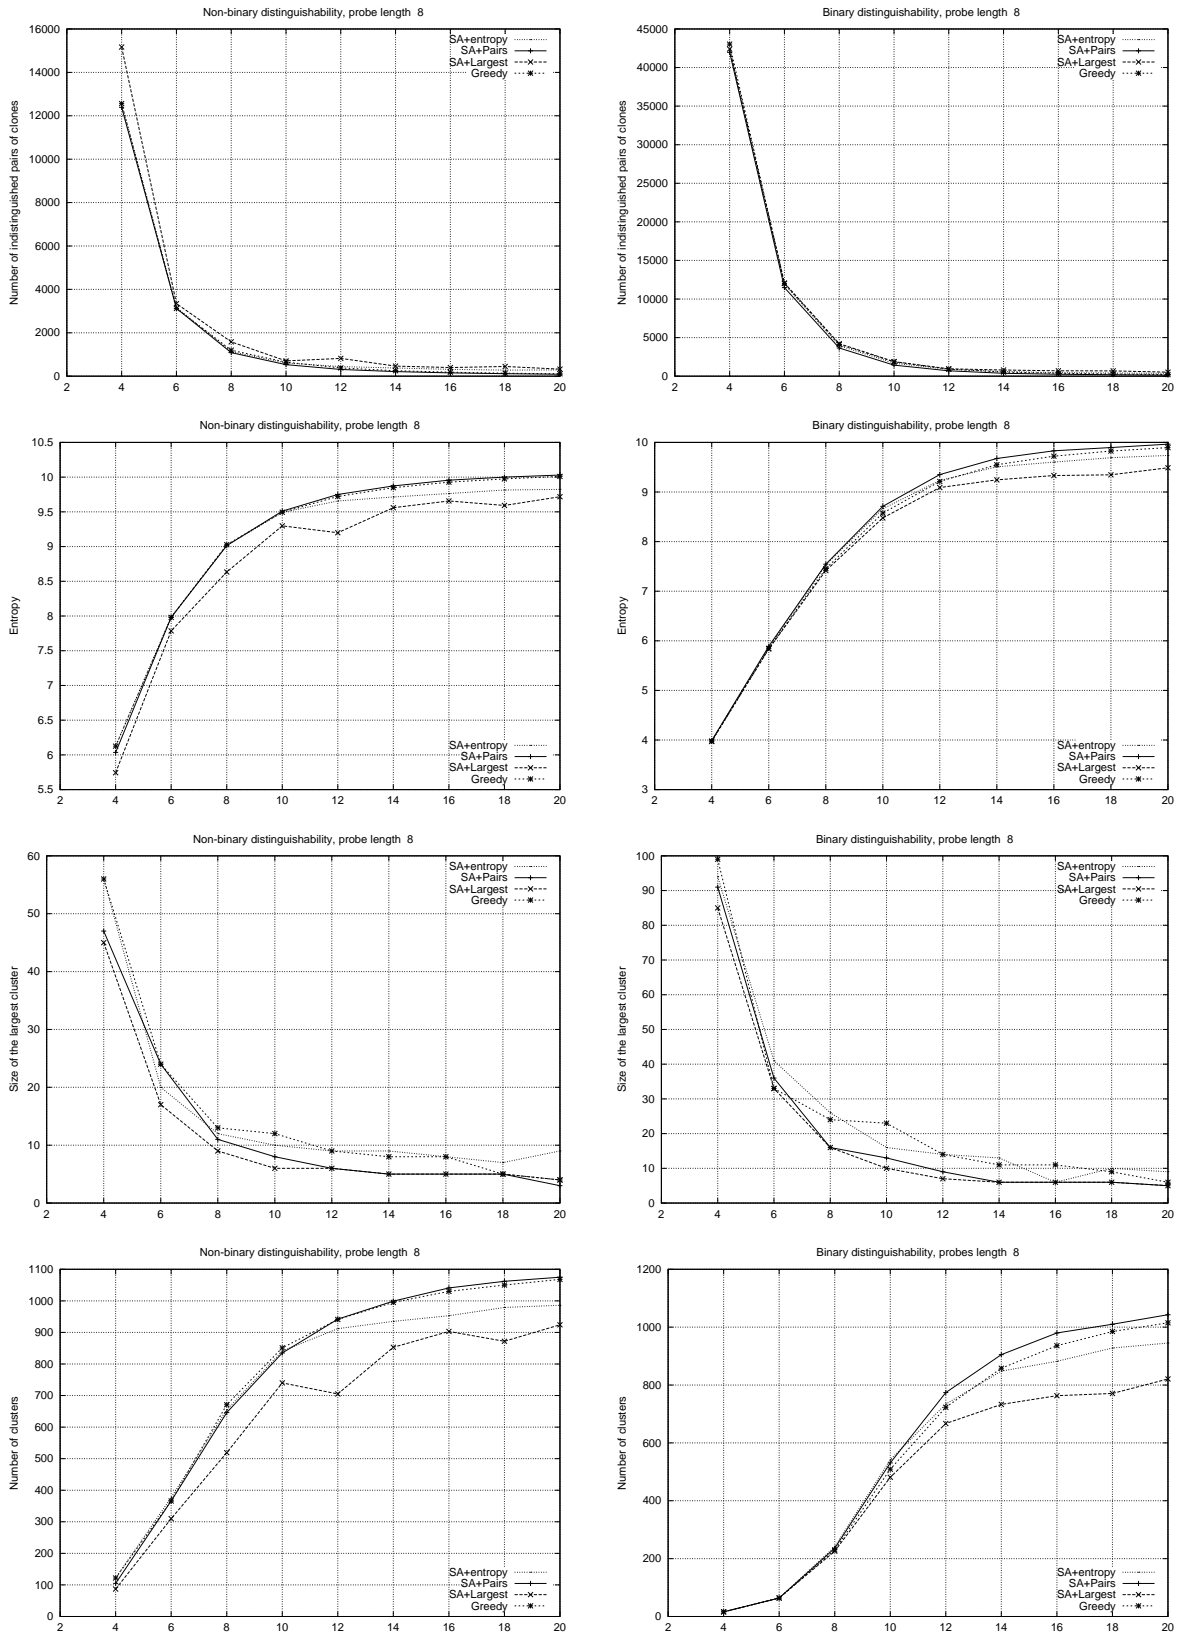 Non-binary distinguishability, probe length 8
Number of indistinguished pairs of clones
16000
14000
12000
10000
8000
6000
4000
2000
0
2 4 6 8 10 12 14 16 18 20
SA+entropy
SA+Pairs
SA+Largest
Greedy
Binary distinguishability, probe length 8
Number of indistinguished pairs of clones
45000
40000
35000
30000
25000
20000
15000
10000
5000
0
2 4 6 8 10 12 14 16 18 20
SA+entropy
SA+Pairs
SA+Largest
Greedy
Non-binary distinguishability, probe length 8
Entropy
10.5
10
9.5
9
8.5
8
7.5
7
6.5
6
5.5
2 4 6 8 10 12 14 16 18 20
SA+entropy
SA+Pairs
SA+Largest
Greedy
Binary distinguishability, probe length 8
Entropy
10
9
8
7
6
5
4
3
2 4 6 8 10 12 14 16 18 20
SA+entropy
SA+Pairs
SA+Largest
Greedy
Non-binary distinguishability, probe length 8
Size of the largest cluster
60
50
40
30
20
10
0
2 4 6 8 10 12 14 16 18 20
SA+entropy
SA+Pairs
SA+Largest
Greedy
Binary distinguishability, probe length 8
Size of the largest cluster
100
90
80
70
60
50
40
30
20
10
0
2 4 6 8 10 12 14 16 18 20
SA+entropy
SA+Pairs
SA+Largest
Greedy
Non-binary distinguishability, probe length 8
Number of clusters
1100
1000
900
800
700
600
500
400
300
200
100
0
2 4 6 8 10 12 14 16 18 20
SA+entropy
SA+Pairs
SA+Largest
Greedy
Binary distinguishability, probes length 8
Number of clusters
1200
1000
800
600
400
200
0
2 4 6 8 10 12 14 16 18 20
SA+entropy
SA+Pairs
SA+Largest
Greedy